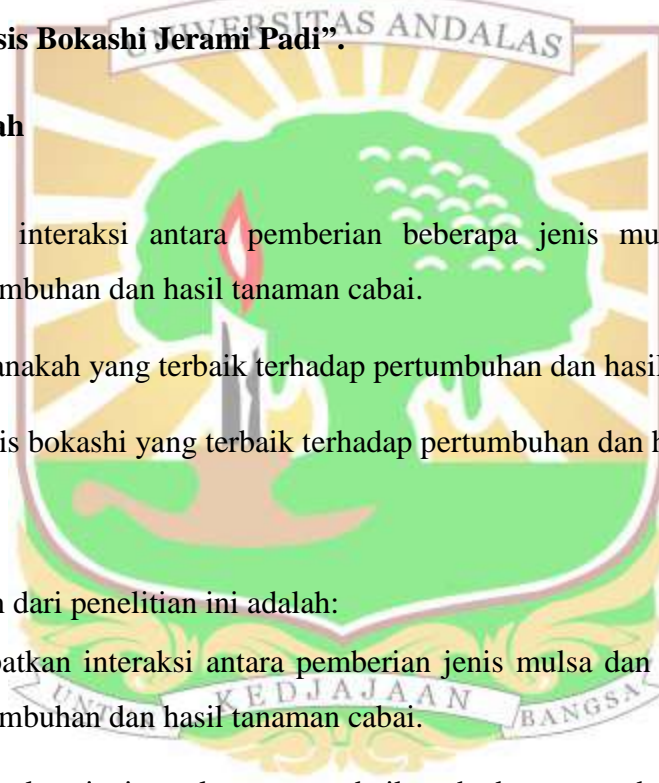 UNIVERSITAS ANDALAS
sis Bokashi Jerami Padi”.
ah
interaksi antara pemberian beberapa jenis mu
mbuhan dan hasil tanaman cabai.
anakah yang terbaik terhadap pertumbuhan dan hasil
is bokashi yang terbaik terhadap pertumbuhan dan h
n dari penelitian ini adalah:
patkan interaksi antara pemberian jenis mulsa dan
UNTUK KEDJAJAAN BANGSA
mbuhan dan hasil tanaman cabai.